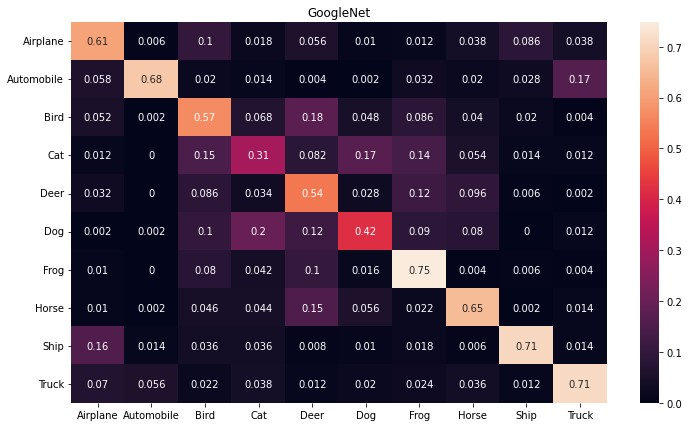 GoogleNet
Airplane 0.61 0.006 0.1 0.018 0.056 0.01 0.012 0.038 0.086 0.038
Automobile 0.058 0.68 0.02 0.014 0.004 0.002 0.032 0.02 0.028 0.17
Bird 0.052 0.002 0.57 0.068 0.18 0.048 0.086 0.04 0.02 0.004
Cat 0.012 0 0.15 0.31 0.082 0.17 0.14 0.054 0.014 0.012
Deer 0.032 0 0.086 0.034 0.54 0.028 0.12 0.096 0.006 0.002
Dog 0.002 0.002 0.1 0.2 0.12 0.42 0.09 0.08 0 0.012
Frog 0.01 0 0.08 0.042 0.1 0.016 0.75 0.004 0.006 0.004
Horse 0.01 0.002 0.046 0.044 0.15 0.056 0.022 0.65 0.002 0.014
Ship 0.16 0.014 0.036 0.036 0.008 0.01 0.018 0.006 0.71 0.014
Truck 0.07 0.056 0.022 0.038 0.012 0.02 0.024 0.036 0.012 0.71
Airplane Automobile Bird Cat Deer Dog Frog Horse Ship Truck
0.7
0.6
0.5
0.4
0.3
0.2
0.1
0.0